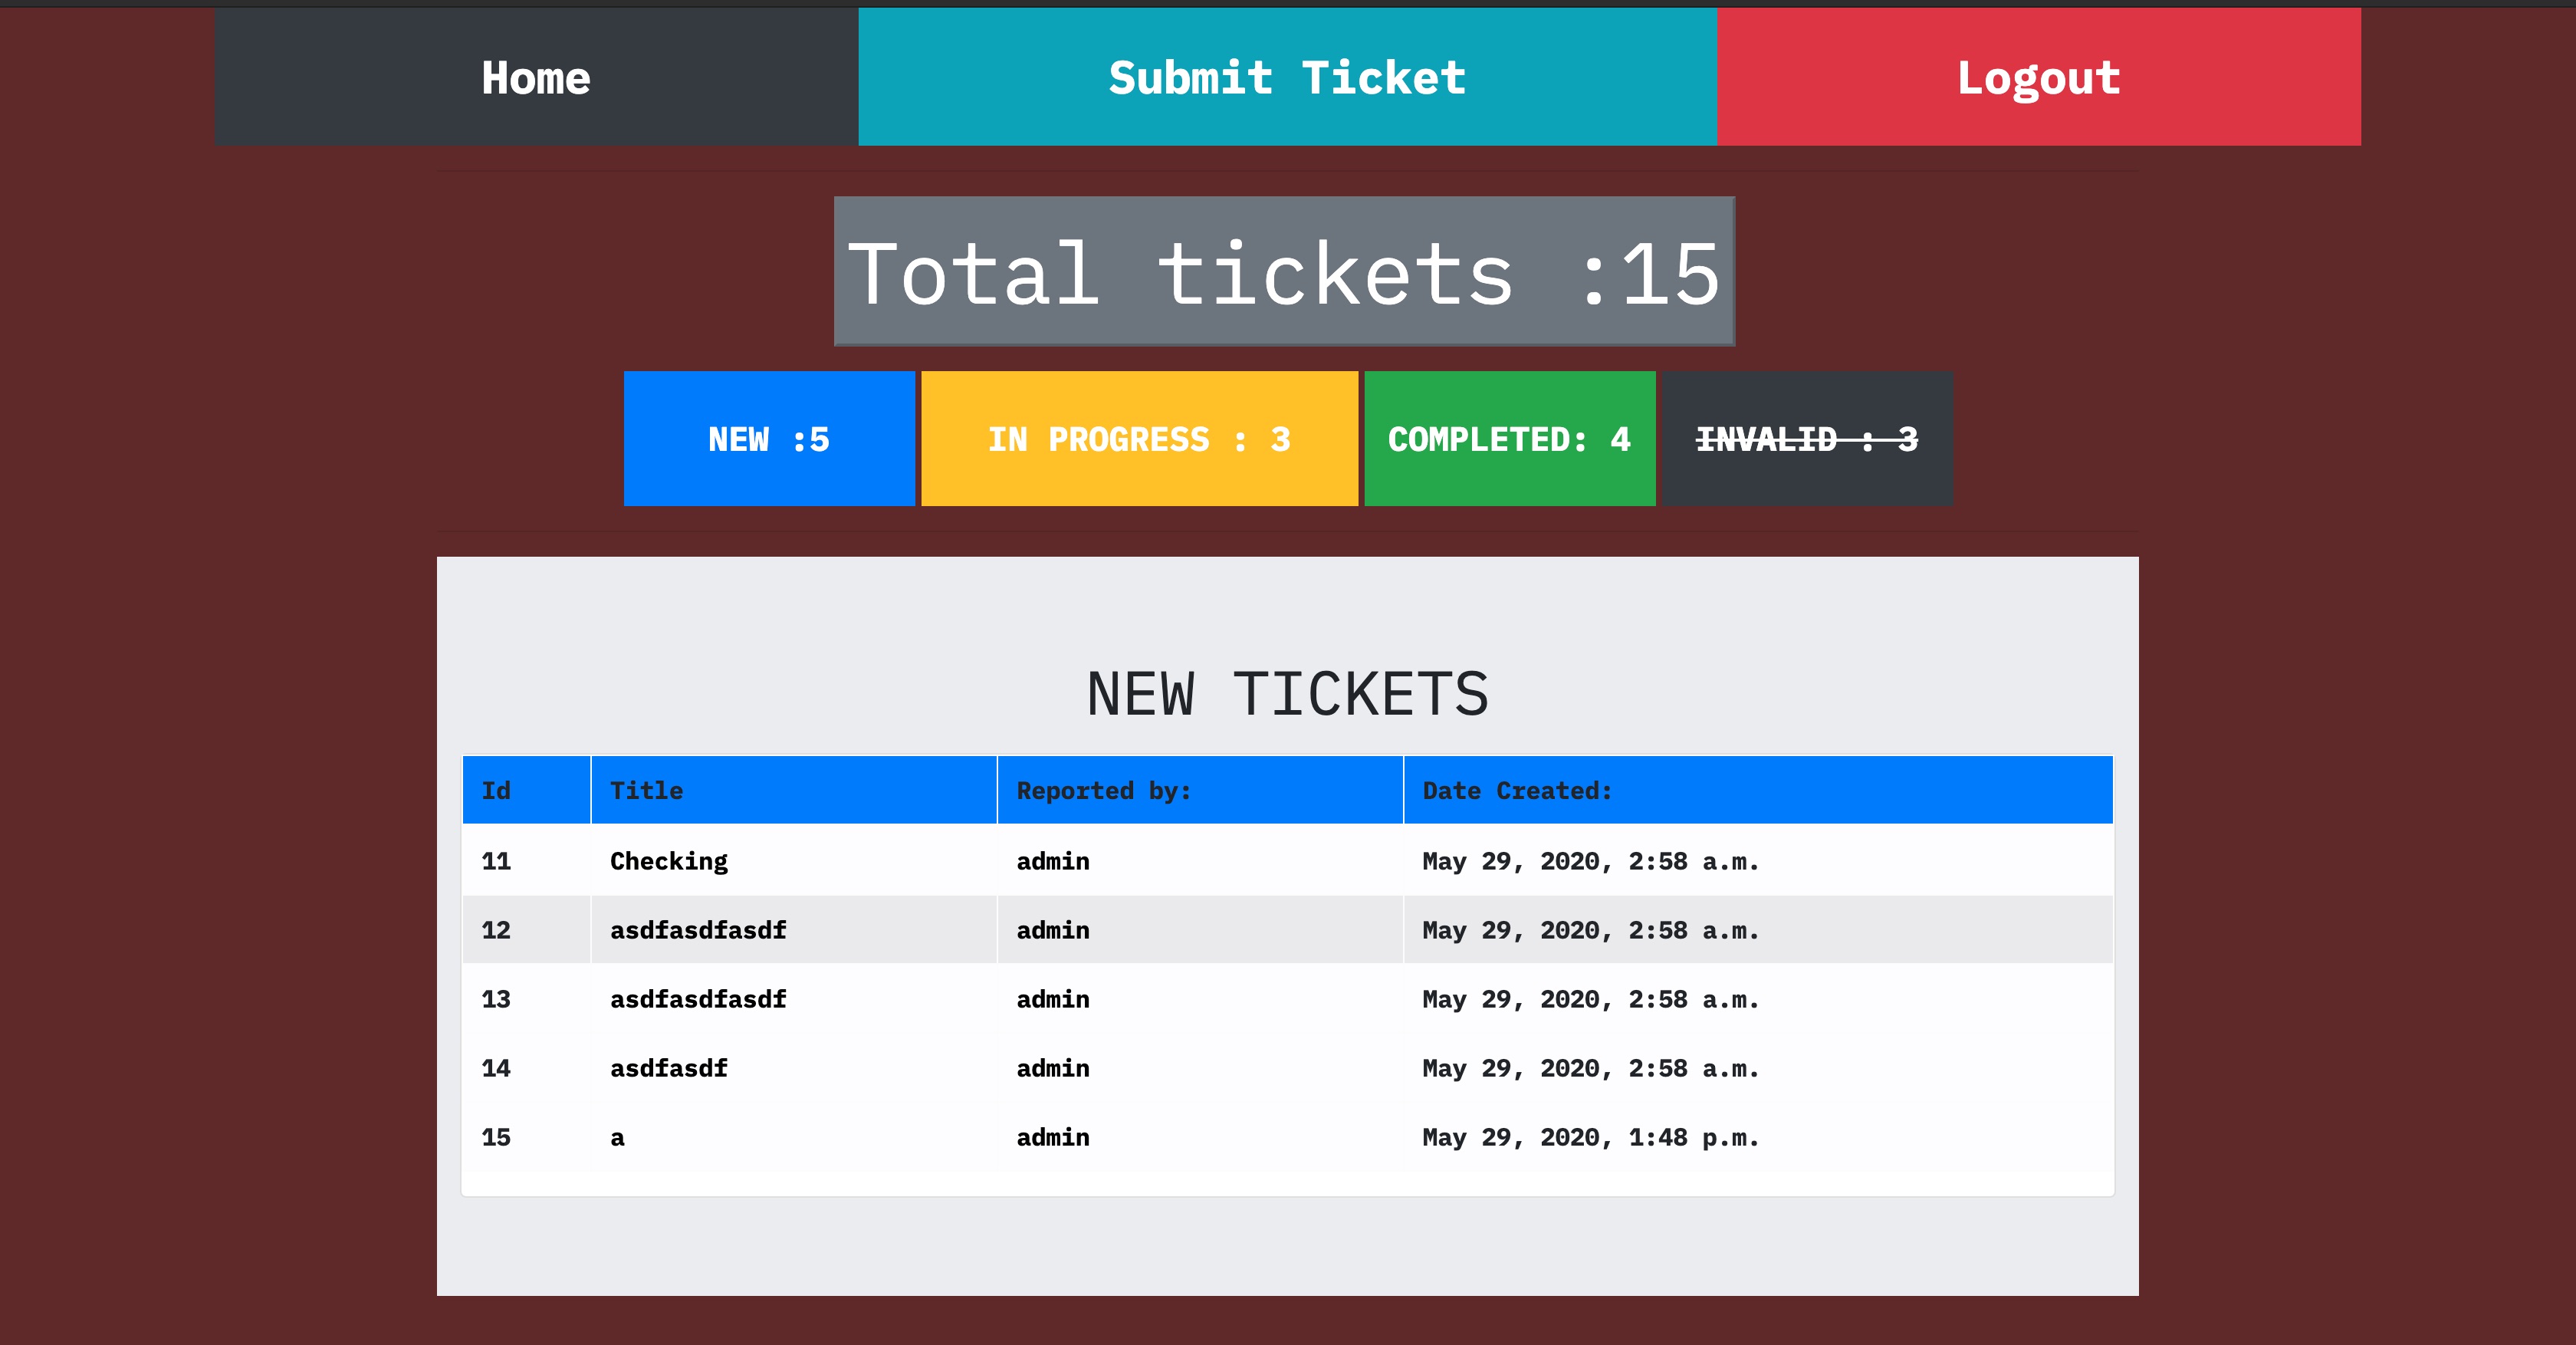 Home Submit Ticket Logout
Total tickets :15
NEW :5 IN PROGRESS : 3 COMPLETED: 4 INVALID : 3
NEW TICKETS
Id Title Reported by: Date Created:
11 Checking admin May 29, 2020, 2:58 a.m.
12 asdfasdfasdf admin May 29, 2020, 2:58 a.m.
13 asdfasdfasdf admin May 29, 2020, 2:58 a.m.
14 asdfasdf admin May 29, 2020, 2:58 a.m.
15 a admin May 29, 2020, 1:48 p.m.